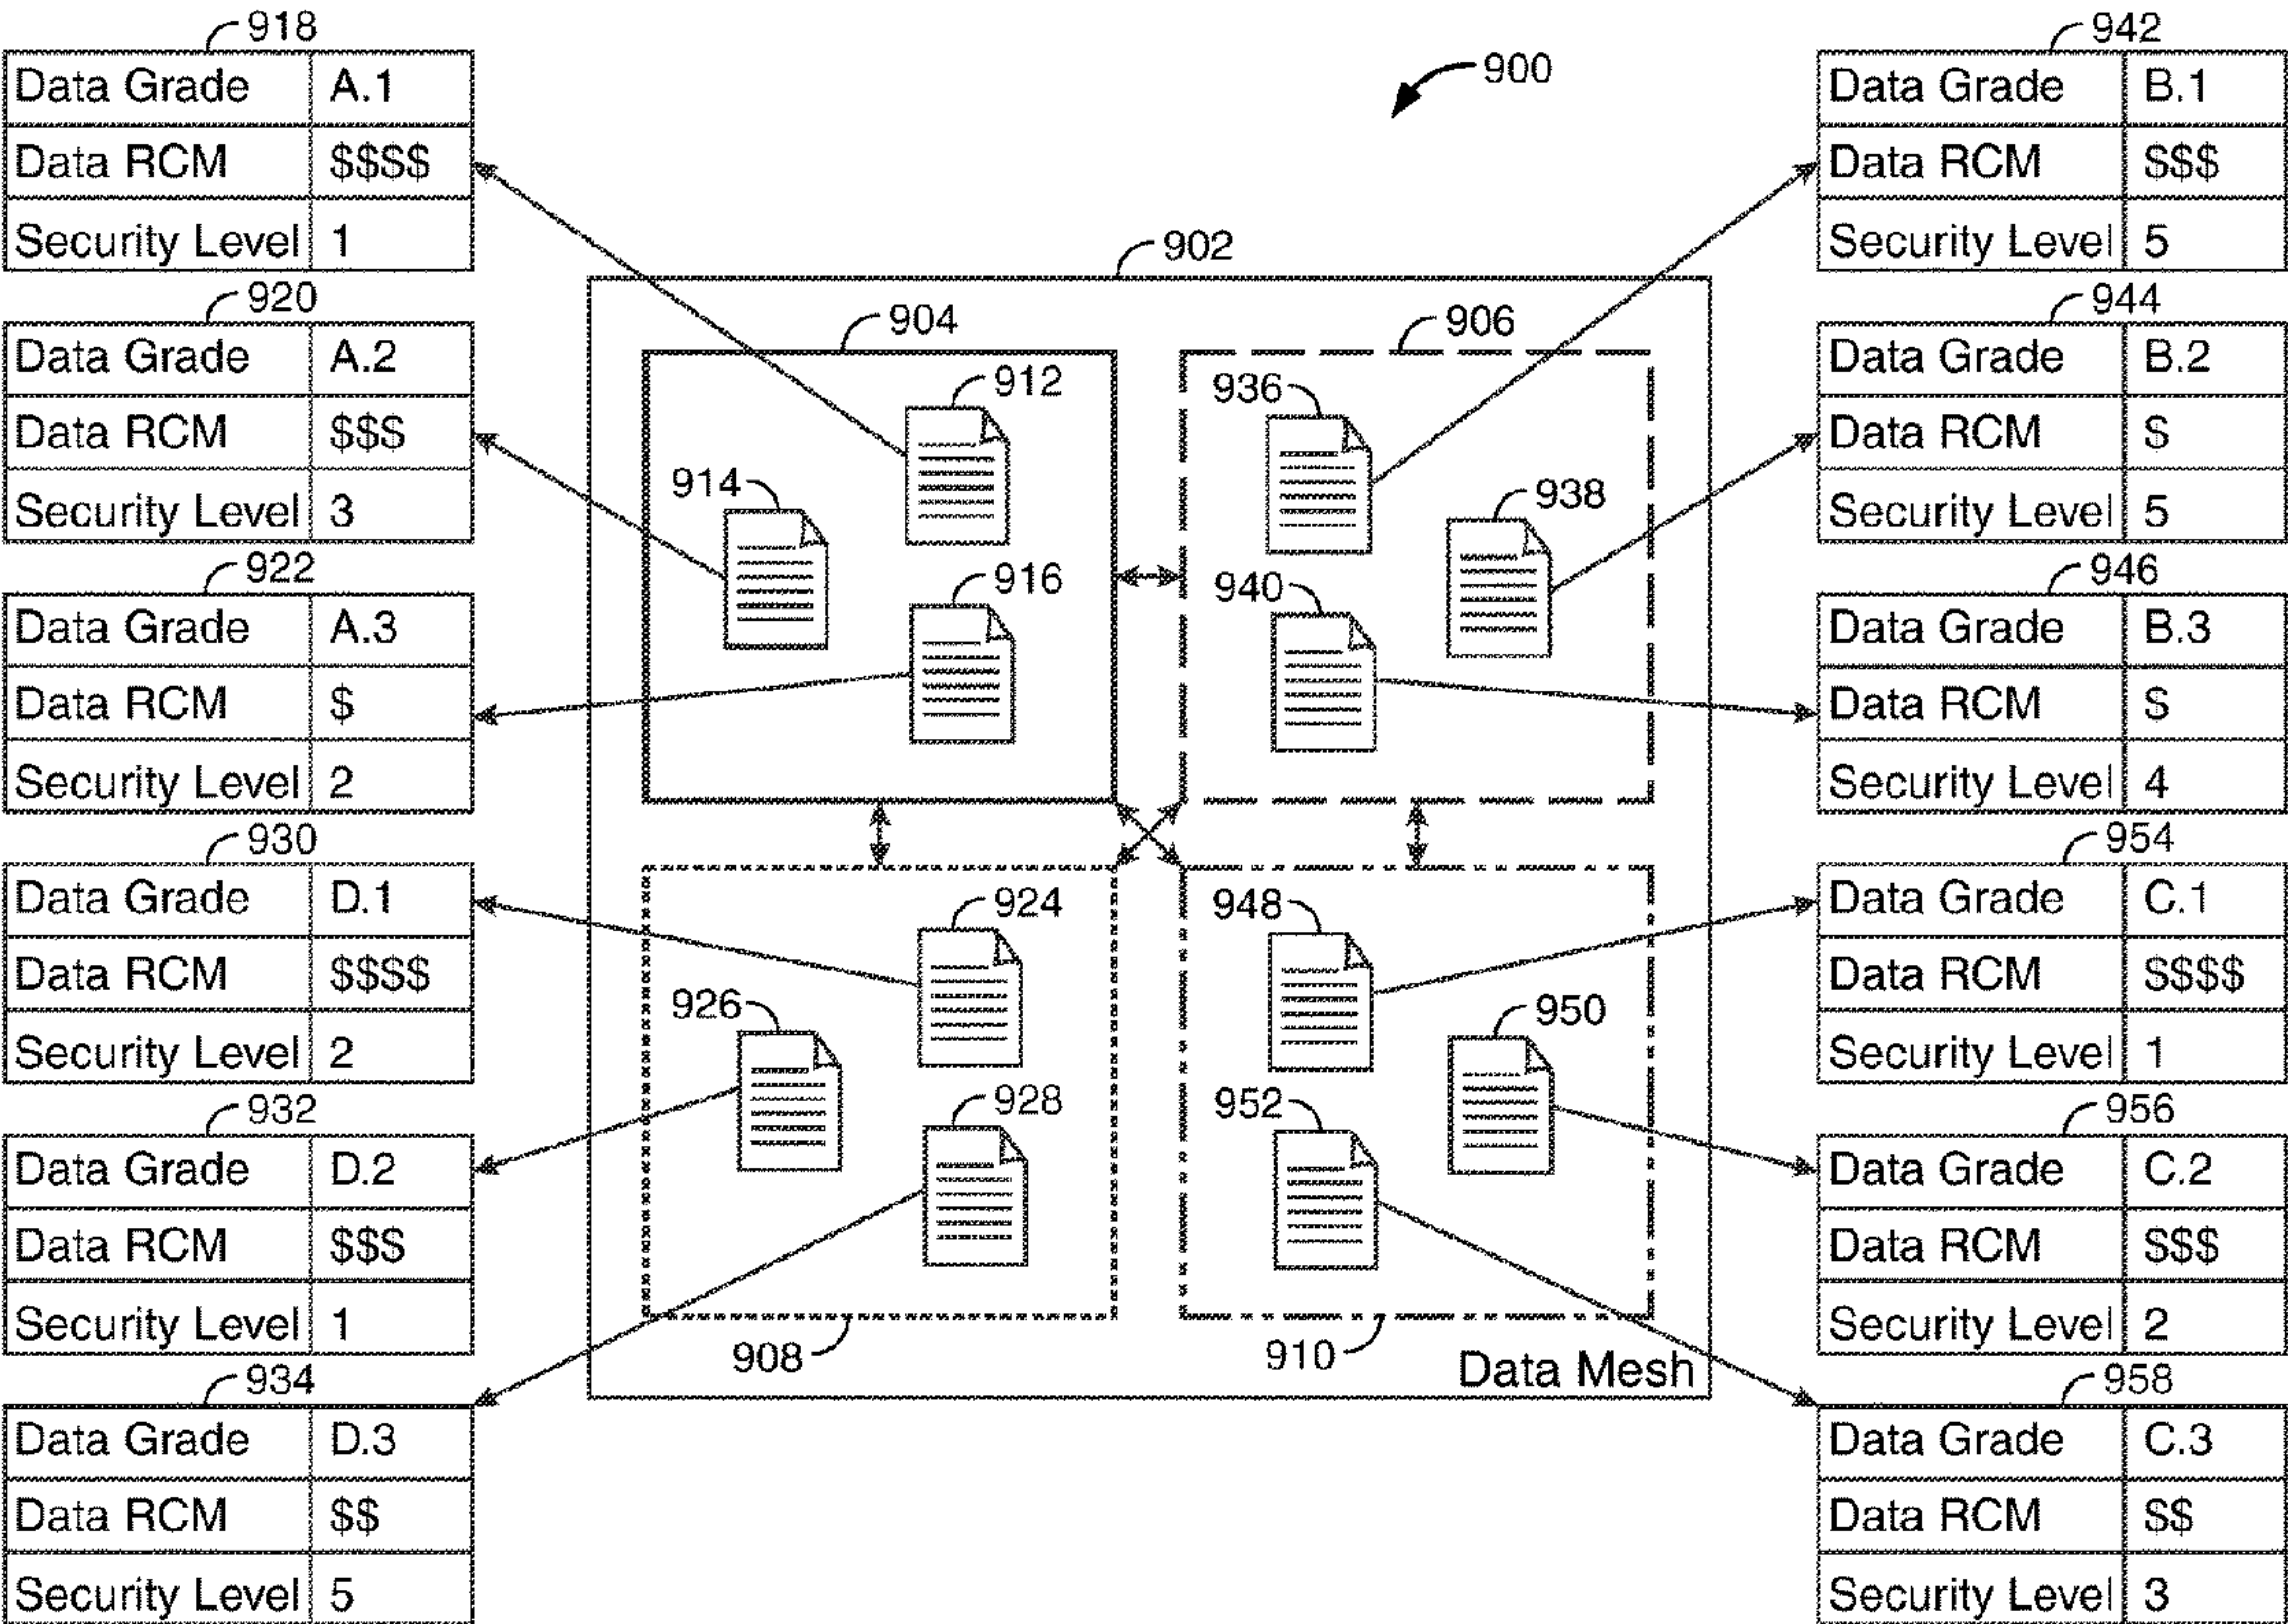 918
Data Grade A.1
Data RCM $$$$
Security Level 1
920
Data Grade A.2
Data RCM $$$
Security Level 3
922
Data Grade A.3
Data RCM $
Security Level 2
930
Data Grade D.1
Data RCM $$$$
Security Level 2
932
Data Grade D.2
Data RCM $$$
Security Level 1
934
Data Grade D.3
Data RCM $$
Security Level 5
900
902
904
912
914
916
906
936
938
940
924
926
928
908
948
950
952
910
Data Mesh
942
Data Grade B.1
Data RCM $$$
Security Level 5
944
Data Grade B.2
Data RCM $
Security Level 5
946
Data Grade B.3
Data RCM $
Security Level 4
954
Data Grade C.1
Data RCM $$$$
Security Level 1
956
Data Grade C.2
Data RCM $$$
Security Level 2
958
Data Grade C.3
Data RCM $$
Security Level 3